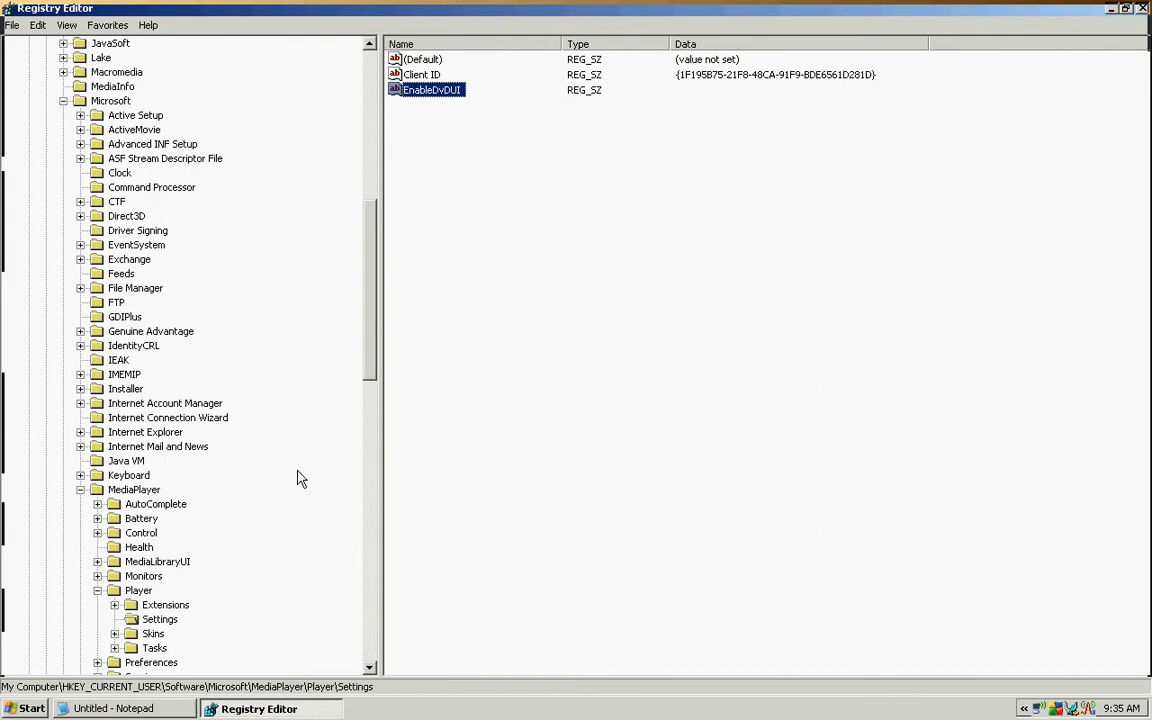 Registry Editor
File Edit View Favorites Help
JavaSoft
Lake
Macromedia
MediaInfo
Microsoft
Active Setup
ActiveMovie
Advanced INF Setup
ASF Stream Descriptor File
Clock
Command Processor
CTF
Direct3D
Driver Signing
EventSystem
Exchange
Feeds
File Manager
FTP
GDIPlus
Genuine Advantage
IdentityCRL
IEAK
IMEMIP
Installer
Internet Account Manager
Internet Connection Wizard
Internet Explorer
Internet Mail and News
Java VM
Keyboard
MediaPlayer
AutoComplete
Battery
Control
Health
MediaLibraryUI
Monitors
Player
Extensions
Settings
Skins
Tasks
Preferences
Name Type Data
ab (Default) REG_SZ (value not set)
ab Client ID REG_SZ {1F195B75-21F8-48CA-91F9-BDE6561D281D}
ab EnableDvDUI REG_SZ
My Computer\HKEY_CURRENT_USER\Software\Microsoft\MediaPlayer\Player\Settings
Start Untitled - Notepad Registry Editor « 9:35 AM